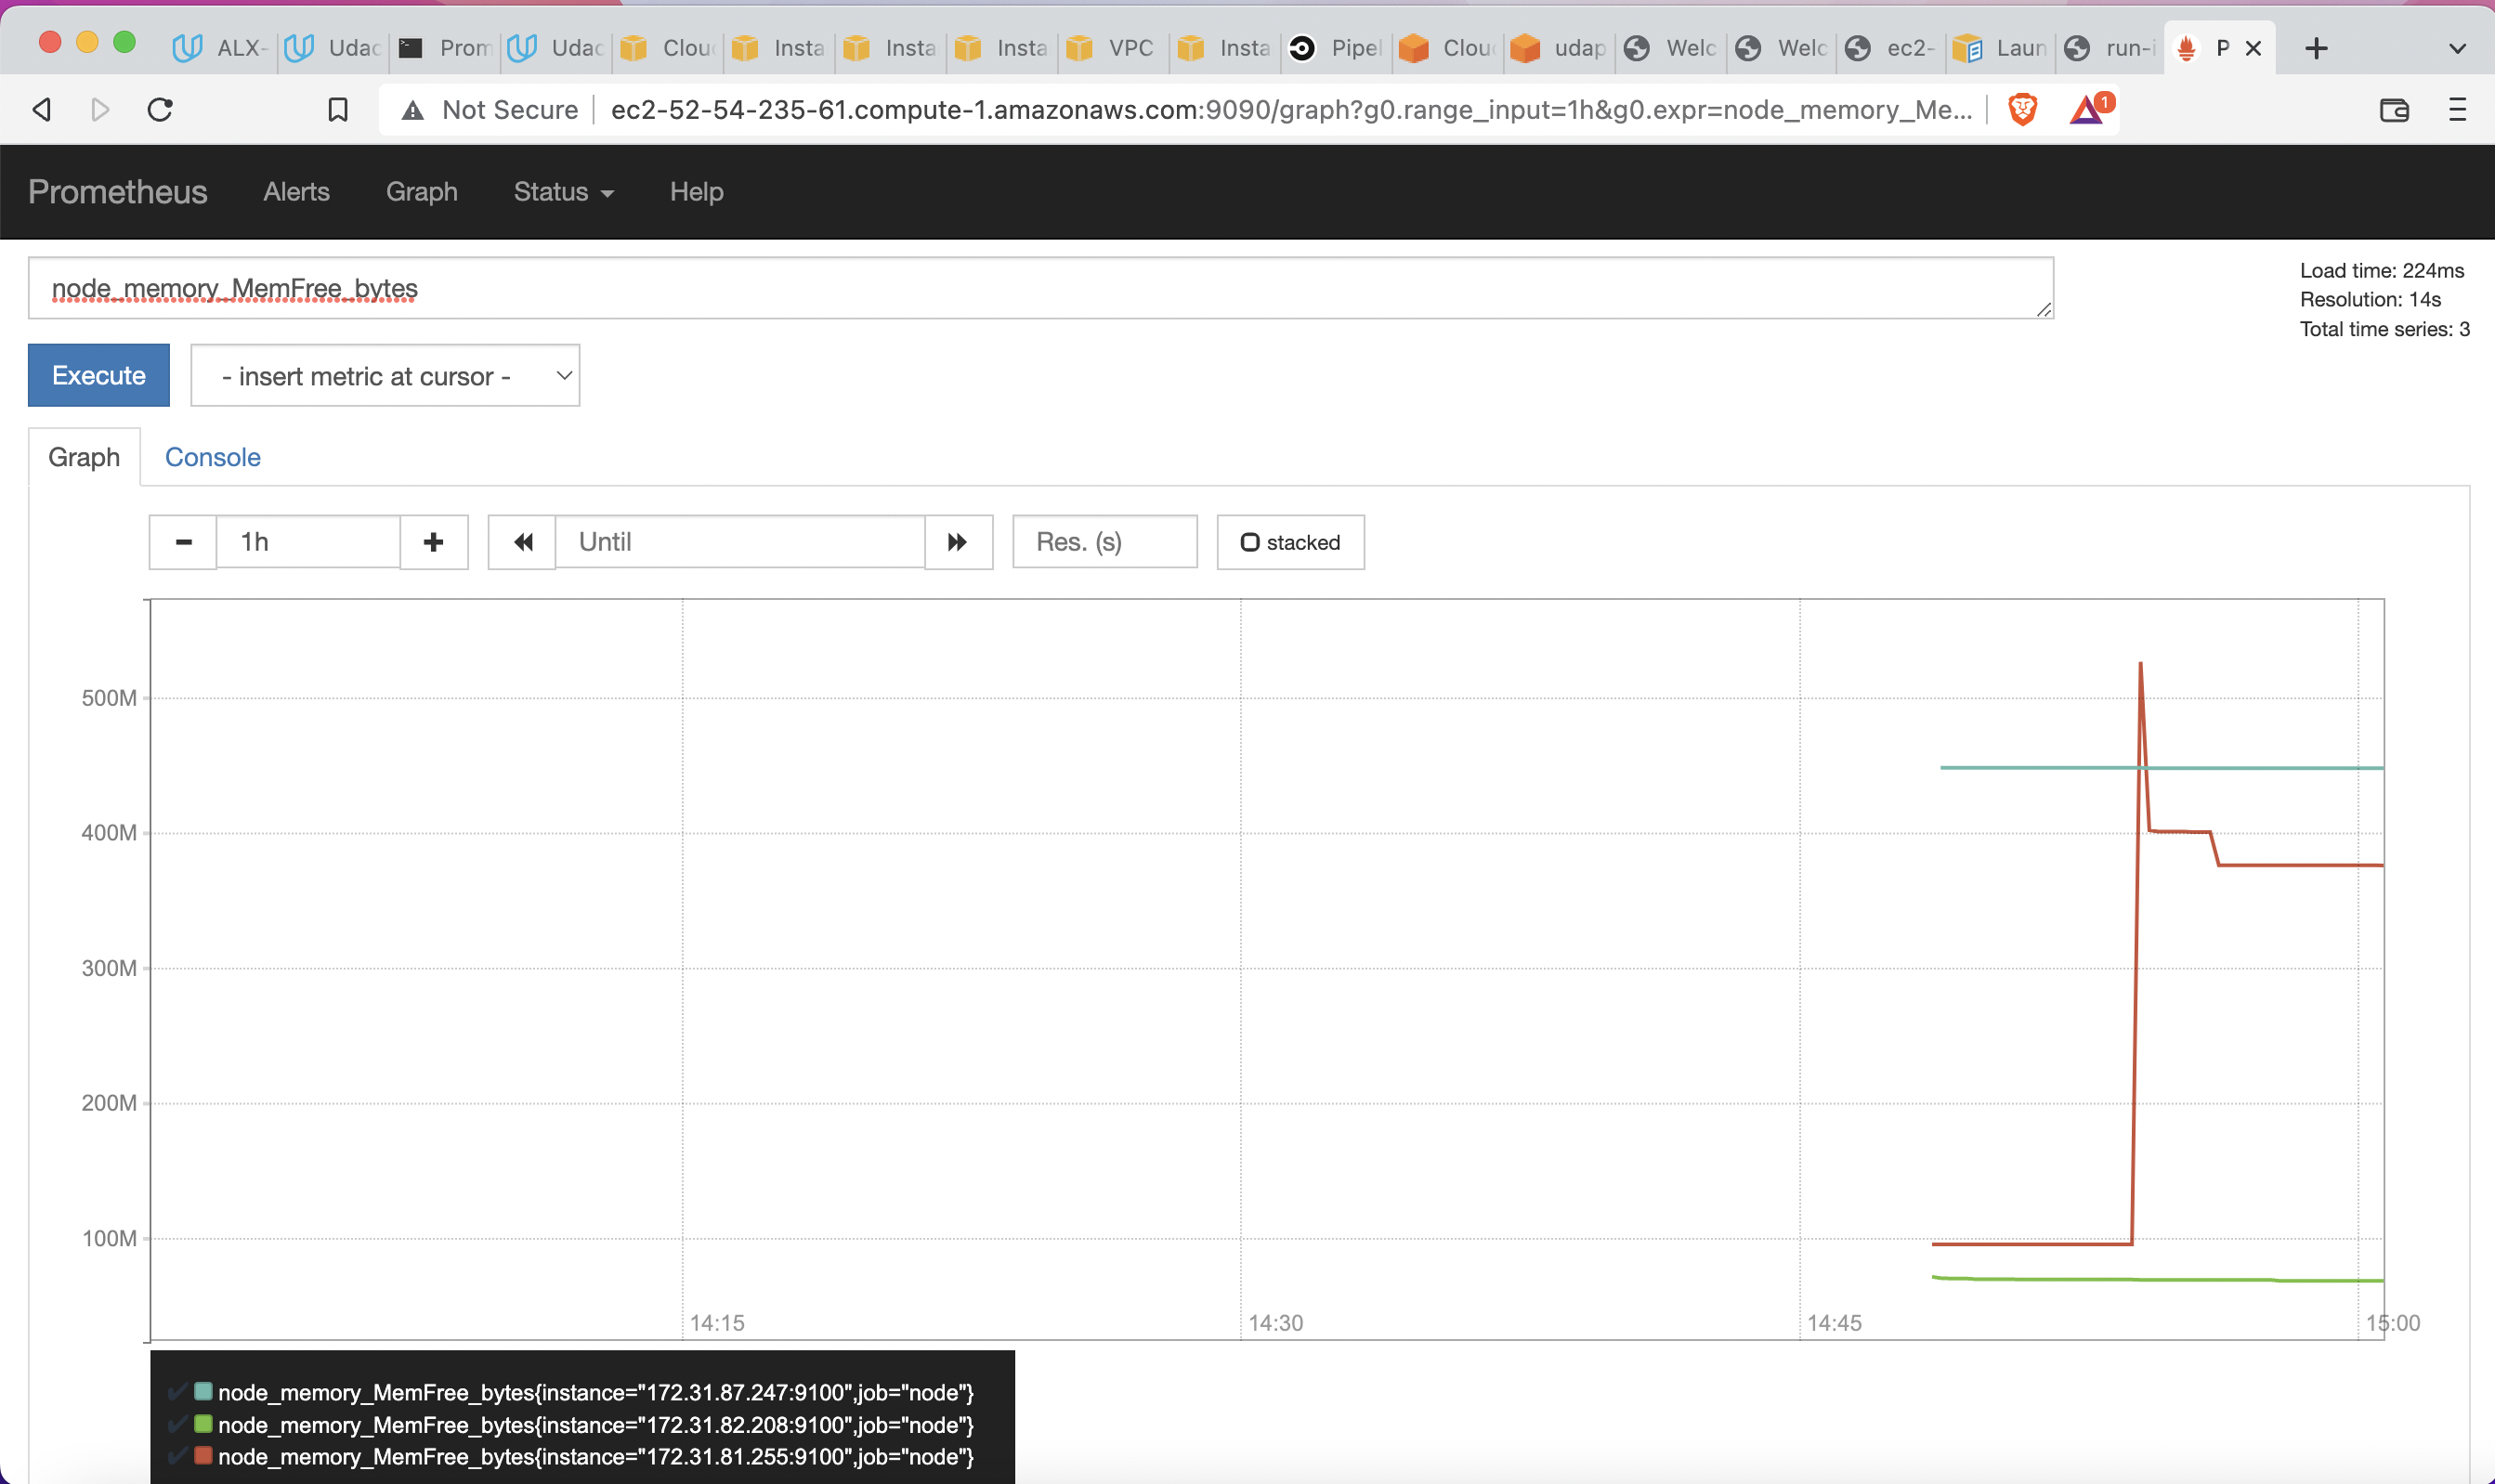 ALX- Udac Prom Udac Clou Insta Insta Insta VPC Insta Pipel Clou udap Welc Welc ec2- Laun run-i P
Not Secure ec2-52-54-235-61.compute-1.amazonaws.com:9090/graph?g0.range_input=1h&g0.expr=node_memory_Me... 1
Prometheus Alerts Graph Status Help
node_memory_MemFree_bytes
Load time: 224ms
Resolution: 14s
Total time series: 3
Execute - insert metric at cursor -
Graph Console
1h Until Res. (s) stacked
500M
400M
300M
200M
100M
14:15 14:30 14:45 15:00
node_memory_MemFree_bytes{instance="172.31.87.247:9100",job="node"}
node_memory_MemFree_bytes{instance="172.31.82.208:9100",job="node"}
node_memory_MemFree_bytes{instance="172.31.81.255:9100",job="node"}